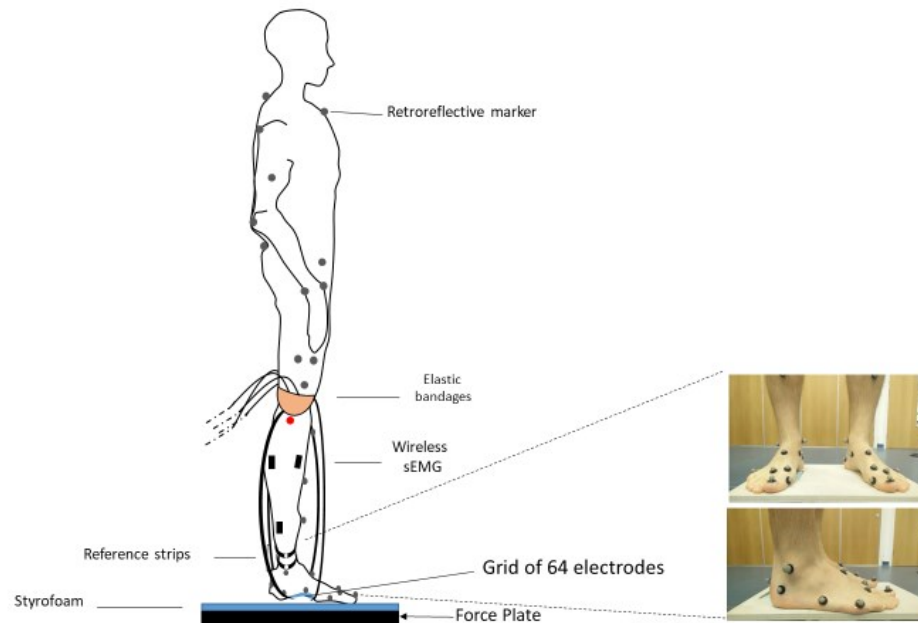 Retroreflective marker
Elastic
bandages
Wireless
sEMG
Reference strips
Grid of 64 electrodes
Styrofoam
Force Plate